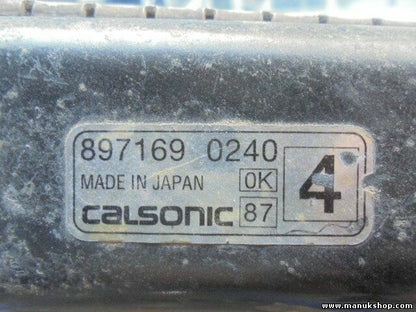 897169 0240
MADE IN JAPAN OK 4
CALSONIC 87
www.manukshop.com